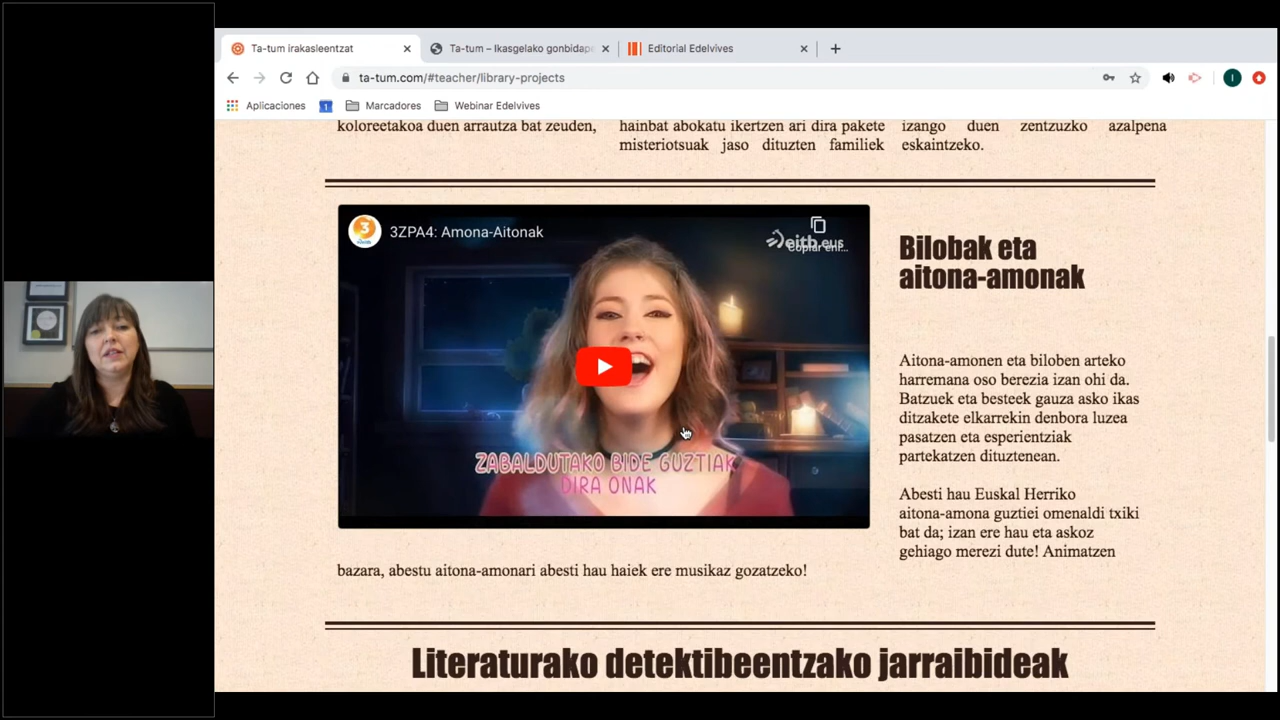 Ta-tum irakasleentzat
Ta-tum – Ikasgelako gonbidape
Editorial Edelvives
ta-tum.com/#teacher/library-projects
Aplicaciones
1
Marcadores
Webinar Edelvives
I
koloreetakoa duen arrautza bat zeuden,
hainbat abokatu ikertzen ari dira pakete
misteriotsuak jaso dituzten familiek
izango duen zentzuzko azalpena
eskaintzeko.
3
3ZPA4: Amona-Aitonak
eitb.eus
Copiar enl...
ZABALDUTAKO BIDE GUZTIAK
DIRA ONAK
Bilobak eta
aitona-amonak
Aitona-amonen eta biloben arteko
harremana oso berezia izan ohi da.
Batzuek eta besteek gauza asko ikas
ditzakete elkarrekin denbora luzea
pasatzen eta esperientziak
partekatzen dituztenean.
Abesti hau Euskal Herriko
aitona-amona guztiei omenaldi txiki
bat da; izan ere hau eta askoz
gehiago merezi dute! Animatzen
bazara, abestu aitona-amonari abesti hau haiek ere musikaz gozatzeko!
Literaturako detektibeentzako jarraibideak